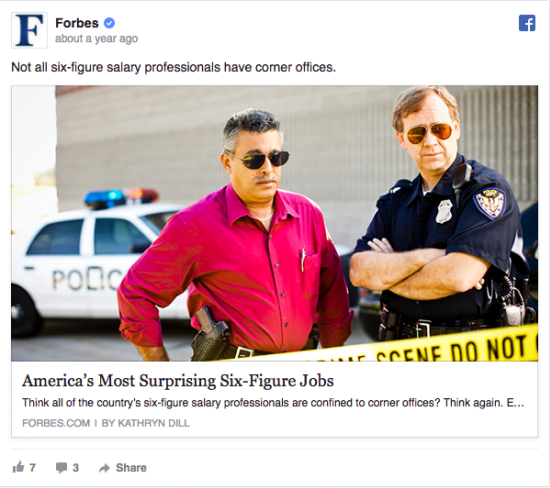 F
Forbes
about a year ago
Not all six-figure salary professionals have corner offices.
CRIME SCENE DO NOT
America's Most Surprising Six-Figure Jobs
Think all of the country's six-figure salary professionals are confined to corner offices? Think again. E...
FORBES.COM | BY KATHRYN DILL
7 3 Share